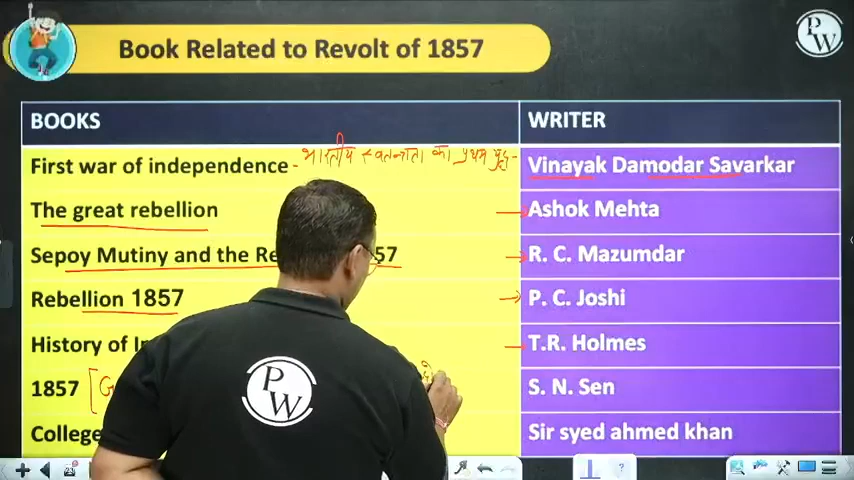 Book Related to Revolt of 1857
PW
BOOKS WRITER
First war of independence - भारतीय स्वतन्त्रता का प्रथम युद्ध - Vinayak Damodar Savarkar
The great rebellion Ashok Mehta
Sepoy Mutiny and the 57 R. C. Mazumdar
Rebellion 1857 P. C. Joshi
History of T.R. Holmes
1857 S. N. Sen
College Sir syed ahmed khan
PW